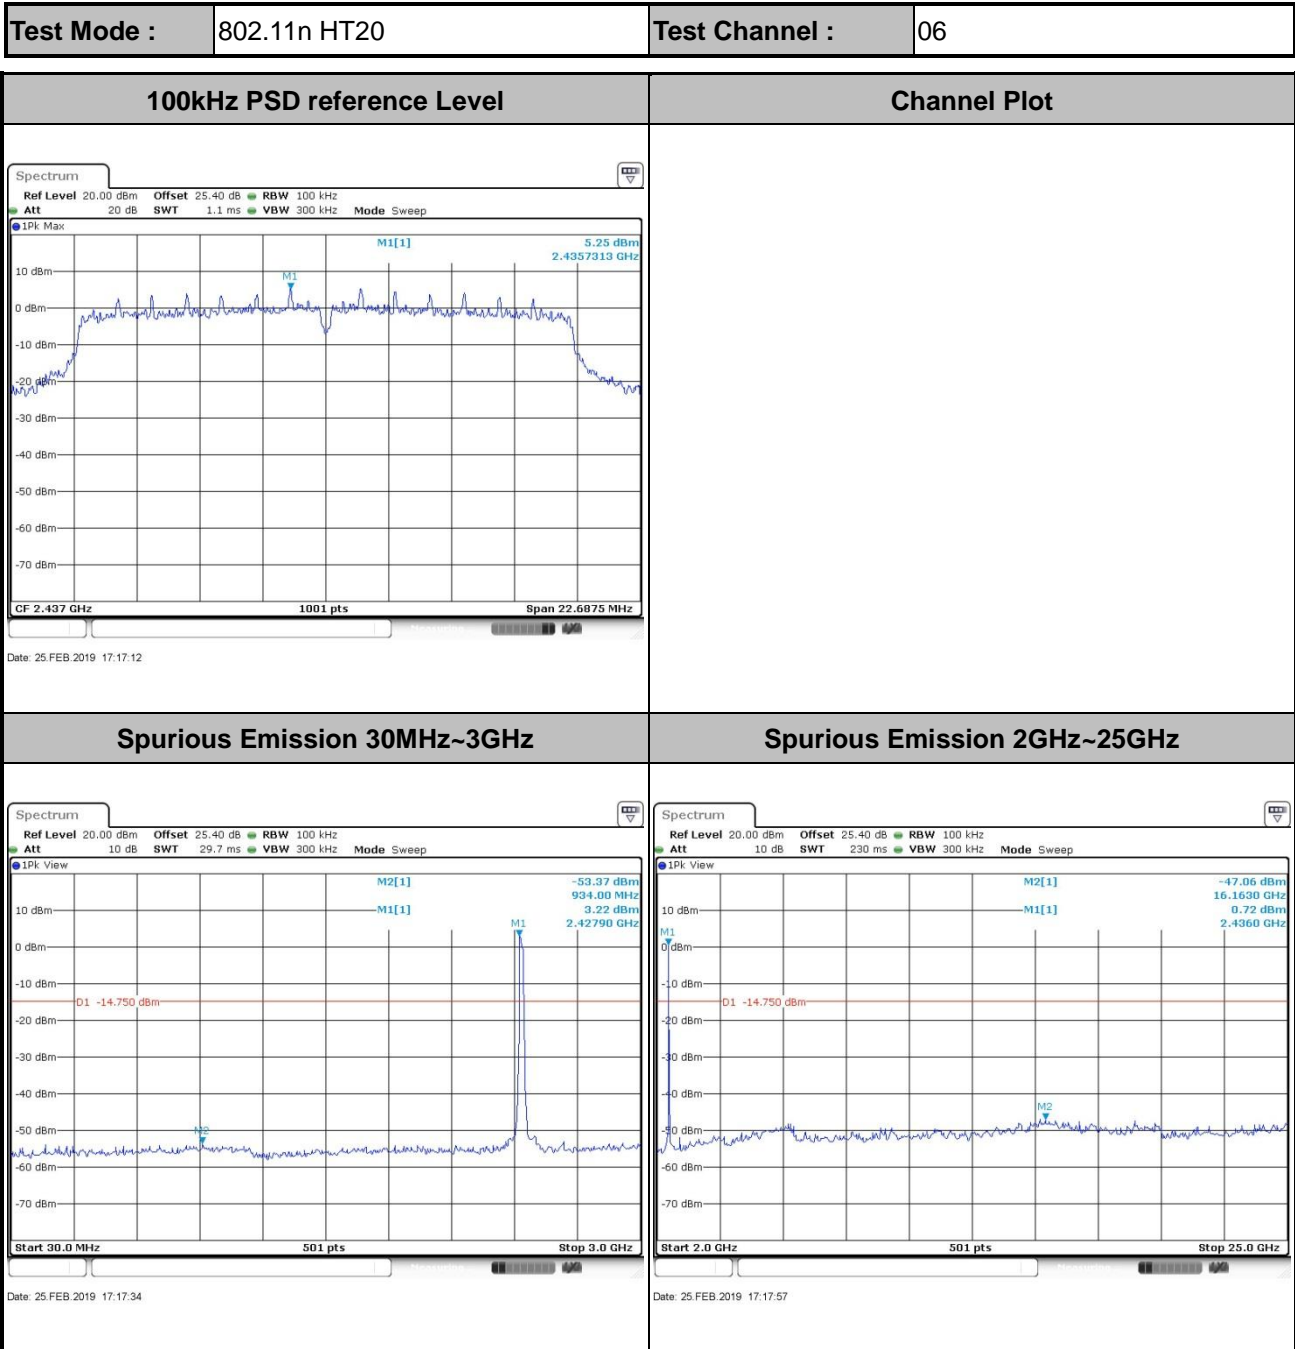 Test Mode : 802.11n HT20 Test Channel : 06
100kHz PSD reference Level Channel Plot
Spectrum
Ref Level 20.00 dBm Offset 25.40 dB RBW 100 kHz
Att 20 dB SWT 1.1 ms VBW 300 kHz Mode Sweep
1Pk Max
M1[1] 5.25 dBm
2.4357313 GHz
M1
10 dBm
0 dBm
-10 dBm
-20 dBm
-30 dBm
-40 dBm
-50 dBm
-60 dBm
-70 dBm
CF 2.437 GHz 1001 pts Span 22.6875 MHz
Date: 25.FEB.2019 17:17:12
Spurious Emission 30MHz~3GHz Spurious Emission 2GHz~25GHz
Spectrum
Ref Level 20.00 dBm Offset 25.40 dB RBW 100 kHz
Att 10 dB SWT 29.7 ms VBW 300 kHz Mode Sweep
1Pk View
M2[1] -53.37 dBm
934.00 MHz
M1[1] 3.22 dBm
2.42790 GHz
M1
10 dBm
0 dBm
-10 dBm
D1 -14.750 dBm
-20 dBm
-30 dBm
-40 dBm
-50 dBm
M2
-60 dBm
-70 dBm
Start 30.0 MHz 501 pts Stop 3.0 GHz
Date: 25.FEB.2019 17:17:34
Spectrum
Ref Level 20.00 dBm Offset 25.40 dB RBW 100 kHz
Att 10 dB SWT 230 ms VBW 300 kHz Mode Sweep
1Pk View
M2[1] -47.06 dBm
16.1630 GHz
M1[1] 0.72 dBm
2.4360 GHz
10 dBm
M1
0 dBm
-10 dBm
D1 -14.750 dBm
-20 dBm
-30 dBm
-40 dBm
M2
-50 dBm
-60 dBm
-70 dBm
Start 2.0 GHz 501 pts Stop 25.0 GHz
Date: 25.FEB.2019 17:17:57